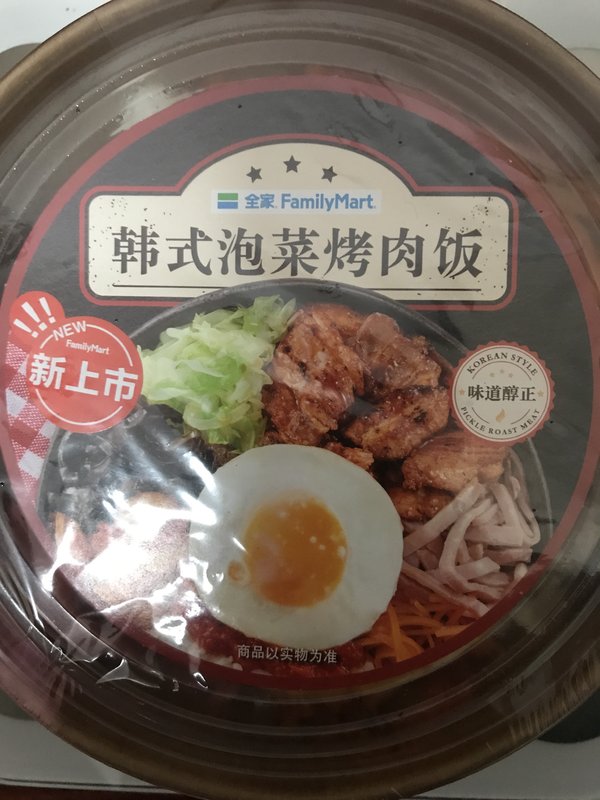 全家 FamilyMart
韩式泡菜烤肉饭
NEW
FamilyMart
新上市
KOREAN STYLE
味道醇正
PICKLE ROAST MEAT
商品以实物为准